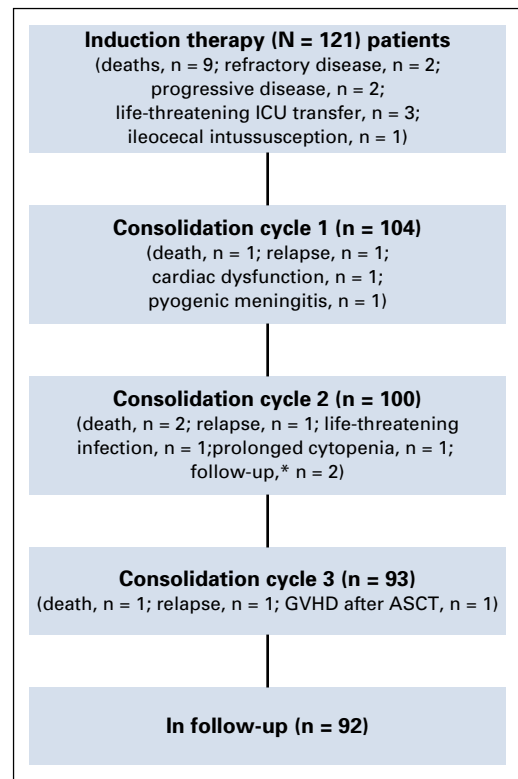 Induction therapy (N = 121) patients
(deaths, n = 9; refractory disease, n = 2;
progressive disease, n = 2;
life-threatening ICU transfer, n = 3;
ileocecal intussusception, n = 1)
Consolidation cycle 1 (n = 104)
(death, n = 1; relapse, n = 1;
cardiac dysfunction, n = 1;
pyogenic meningitis, n = 1)
Consolidation cycle 2 (n = 100)
(death, n = 2; relapse, n = 1; life-threatening
infection, n = 1;prolonged cytopenia, n = 1;
follow-up,* n = 2)
Consolidation cycle 3 (n = 93)
(death, n = 1; relapse, n = 1; GVHD after ASCT, n = 1)
In follow-up (n = 92)